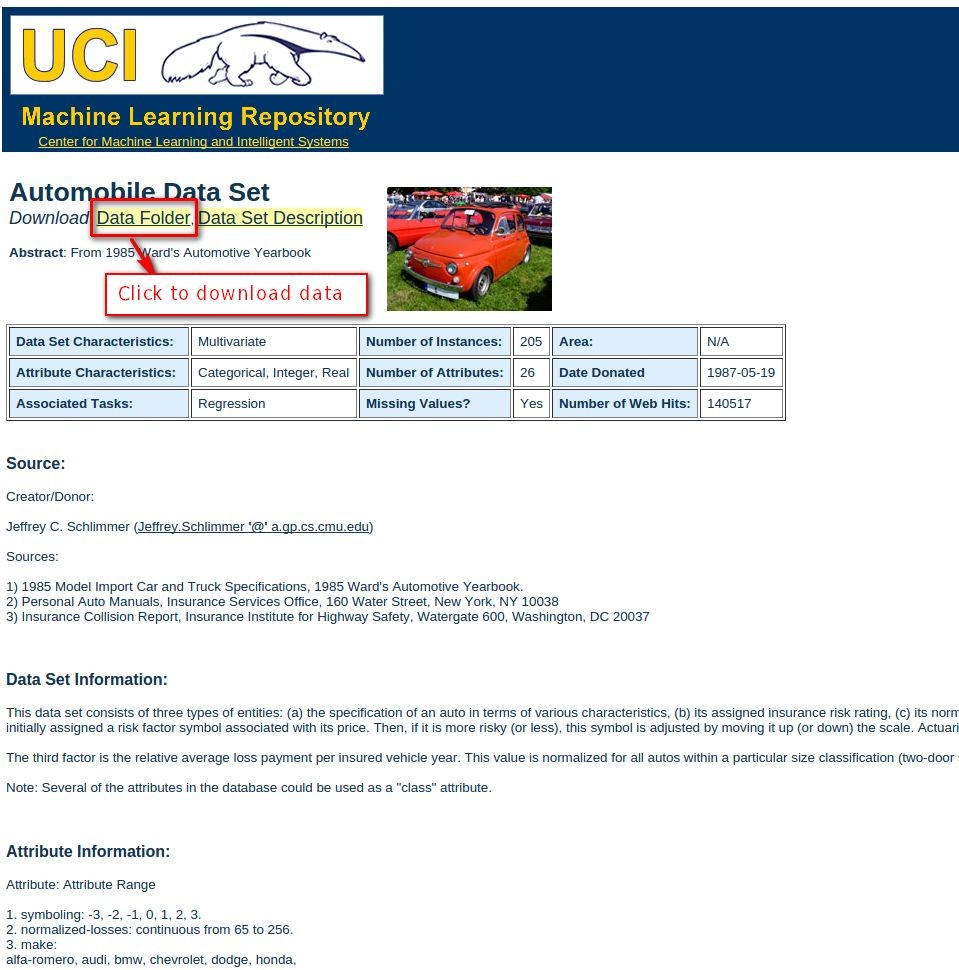 UCI
Machine Learning Repository
Center for Machine Learning and Intelligent Systems
Automobile Data Set
Download: Data Folder, Data Set Description
Abstract: From 1985 Ward's Automotive Yearbook
Click to download data
Data Set Characteristics: Multivariate Number of Instances: 205 Area: N/A
Attribute Characteristics: Categorical, Integer, Real Number of Attributes: 26 Date Donated 1987-05-19
Associated Tasks: Regression Missing Values? Yes Number of Web Hits: 140517
Source:
Creator/Donor:
Jeffrey C. Schlimmer (Jeffrey.Schlimmer '@' a.gp.cs.cmu.edu)
Sources:
1) 1985 Model Import Car and Truck Specifications, 1985 Ward's Automotive Yearbook.
2) Personal Auto Manuals, Insurance Services Office, 160 Water Street, New York, NY 10038
3) Insurance Collision Report, Insurance Institute for Highway Safety, Watergate 600, Washington, DC 20037
Data Set Information:
This data set consists of three types of entities: (a) the specification of an auto in terms of various characteristics, (b) its assigned insurance risk rating, (c) its norm
initially assigned a risk factor symbol associated with its price. Then, if it is more risky (or less), this symbol is adjusted by moving it up (or down) the scale. Actuari
The third factor is the relative average loss payment per insured vehicle year. This value is normalized for all autos within a particular size classification (two-door
Note: Several of the attributes in the database could be used as a "class" attribute.
Attribute Information:
Attribute: Attribute Range
1. symboling: -3, -2, -1, 0, 1, 2, 3.
2. normalized-losses: continuous from 65 to 256.
3. make:
alfa-romero, audi, bmw, chevrolet, dodge, honda,